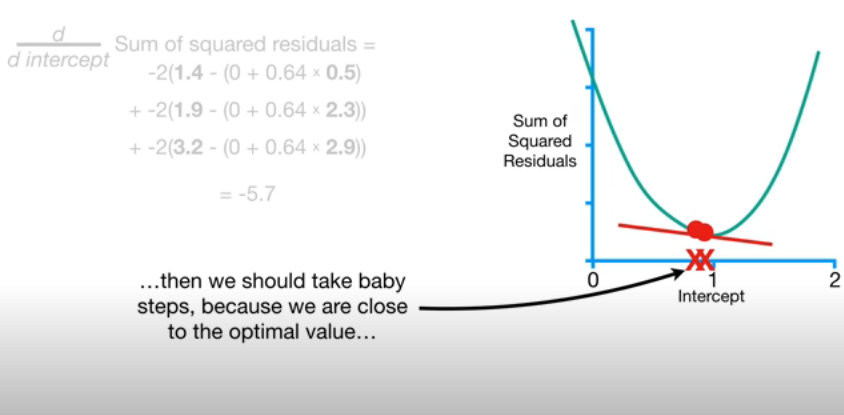 d
d intercept
Sum of squared residuals =
-2(1.4 - (0 + 0.64 × 0.5)
+ -2(1.9 - (0 + 0.64 × 2.3))
+ -2(3.2 - (0 + 0.64 × 2.9))
= -5.7
…then we should take baby
steps, because we are close
to the optimal value…
Sum of
Squared
Residuals
XX
0 1 2
Intercept